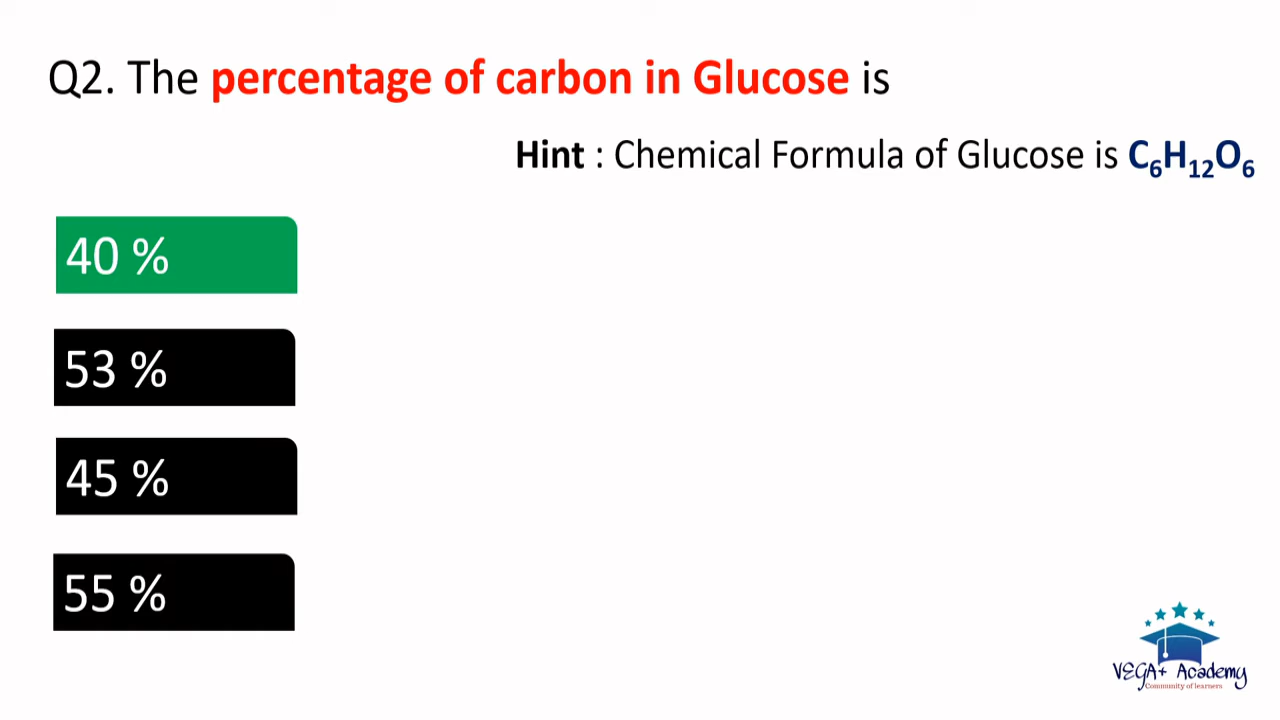 Q2. The percentage of carbon in Glucose is
Hint : Chemical Formula of Glucose is C₆H₁₂O₆
40 %
53 %
45 %
55 %
VEGA+ Academy
Community of learners